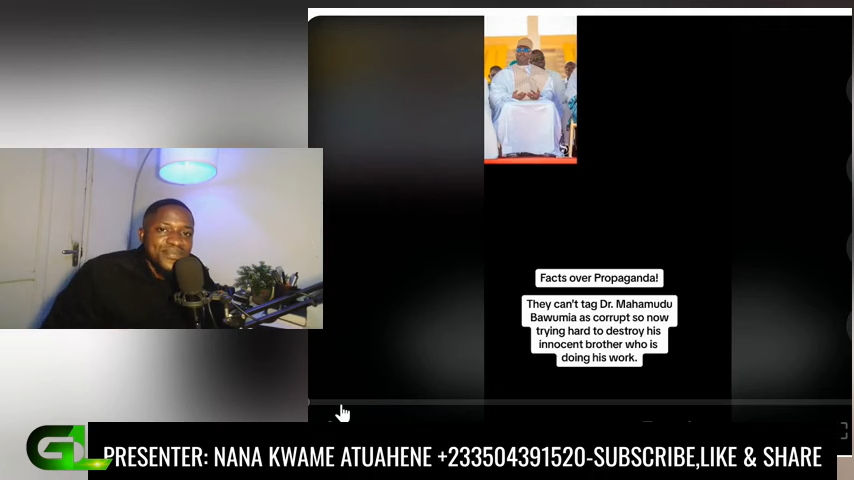 Facts over Propaganda!
They can't tag Dr. Mahamudu
Bawumia as corrupt so now
trying hard to destroy his
innocent brother who is
doing his work.
GL
PRESENTER: NANA KWAME ATUAHENE +233504391520-SUBSCRIBE,LIKE & SHARE